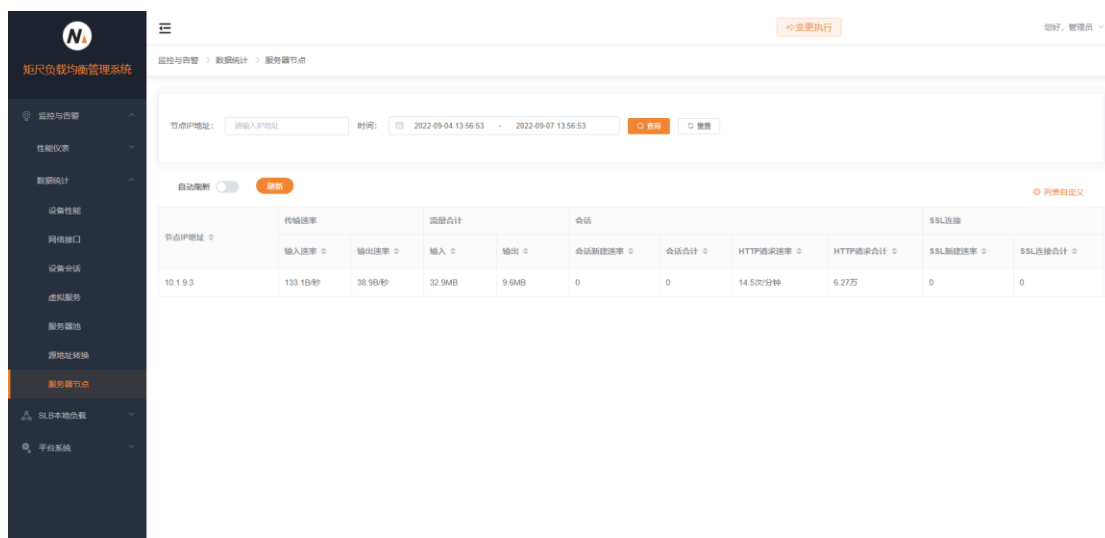 变更执行
您好，管理员
矩尺负载均衡管理系统
监控与告警 > 数据统计 > 服务器节点
监控与告警
性能仪表
数据统计
设备性能
网络接口
设备会话
虚拟服务
服务器池
源地址转换
服务器节点
SLB本地负载
平台系统
节点IP地址： 请输入IP地址 时间： 2022-09-04 13:56:53 - 2022-09-07 13:56:53 查询 重置
自动刷新 刷新
列表自定义
节点IP地址 传输速率 流量合计 会话 SSL连接
输入速率 输出速率 输入 输出 会话新建速率 会话合计 HTTP请求速率 HTTP请求合计 SSL新建速率 SSL连接合计
10.1.9.3 133.1B/秒 38.9B/秒 32.9MB 9.6MB 0 0 14.5次/分钟 6.27万 0 0